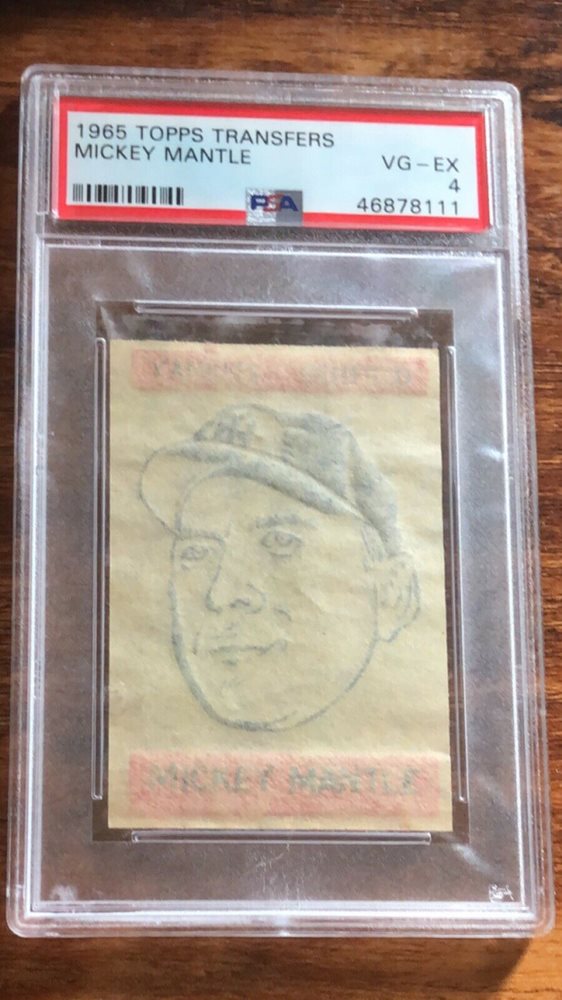 1965 TOPPS TRANSFERS
MICKEY MANTLE
VG-EX
4
PSA
46878111
MICKEY MANTLE